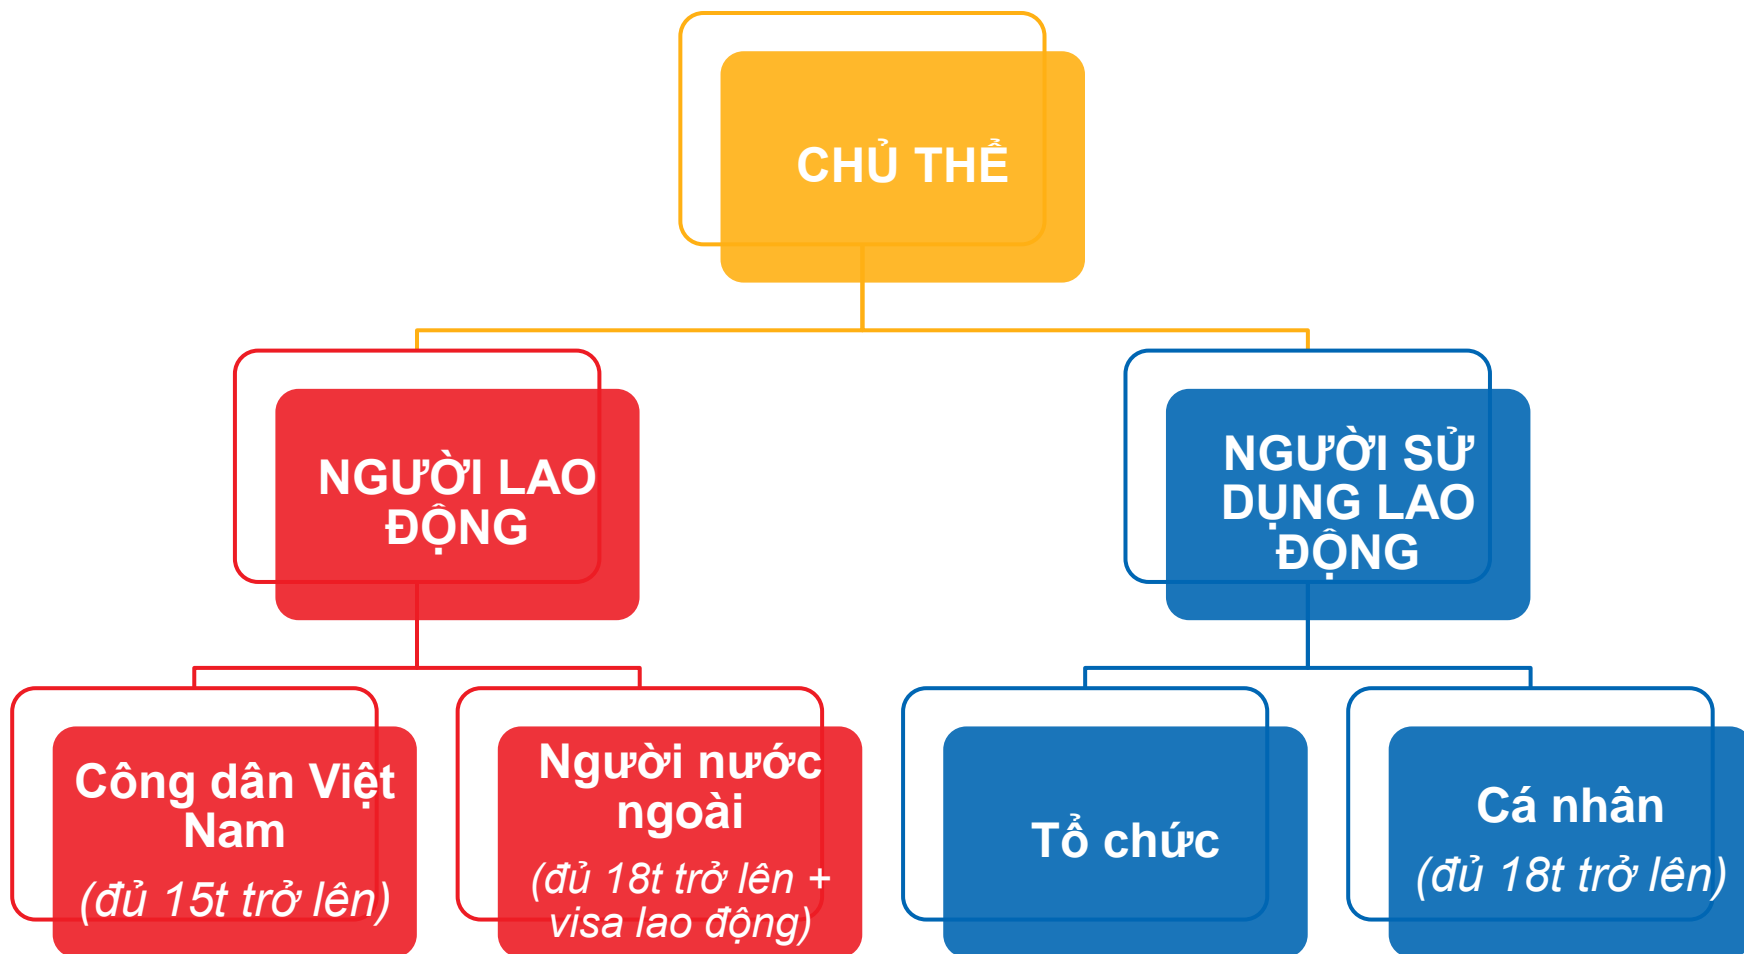 CHỦ THỂ
NGƯỜI LAO
ĐỘNG
NGƯỜI SỬ
DỤNG LAO
ĐỘNG
Công dân Việt
Nam
(đủ 15t trở lên)
Người nước
ngoài
(đủ 18t trở lên +
visa lao động)
Tổ chức
Cá nhân
(đủ 18t trở lên)